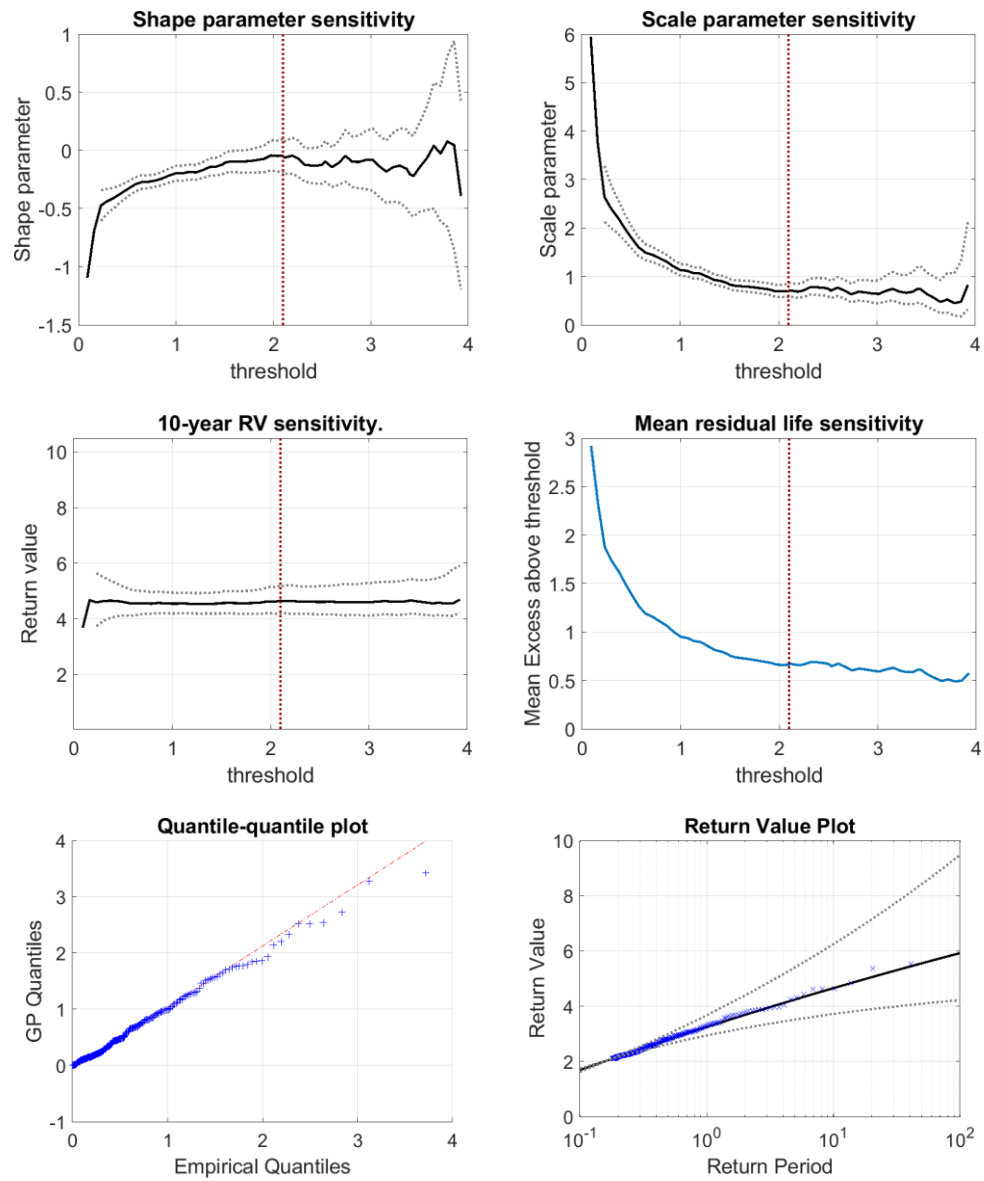 Shape parameter sensitivity
1
0.5
0
-0.5
-1
-1.5
Shape parameter
0 1 2 3 4
threshold
Scale parameter sensitivity
6
5
4
3
2
1
0
Scale parameter
0 1 2 3 4
threshold
10-year RV sensitivity.
10
8
6
4
2
Return value
0 1 2 3 4
threshold
Mean residual life sensitivity
3
2.5
2
1.5
1
0.5
0
Mean Excess above threshold
0 1 2 3 4
threshold
Quantile-quantile plot
4
3
2
1
0
-1
GP Quantiles
0 1 2 3 4
Empirical Quantiles
Return Value Plot
10
8
6
4
2
0
Return Value
10⁻¹ 10⁰ 10¹ 10²
Return Period